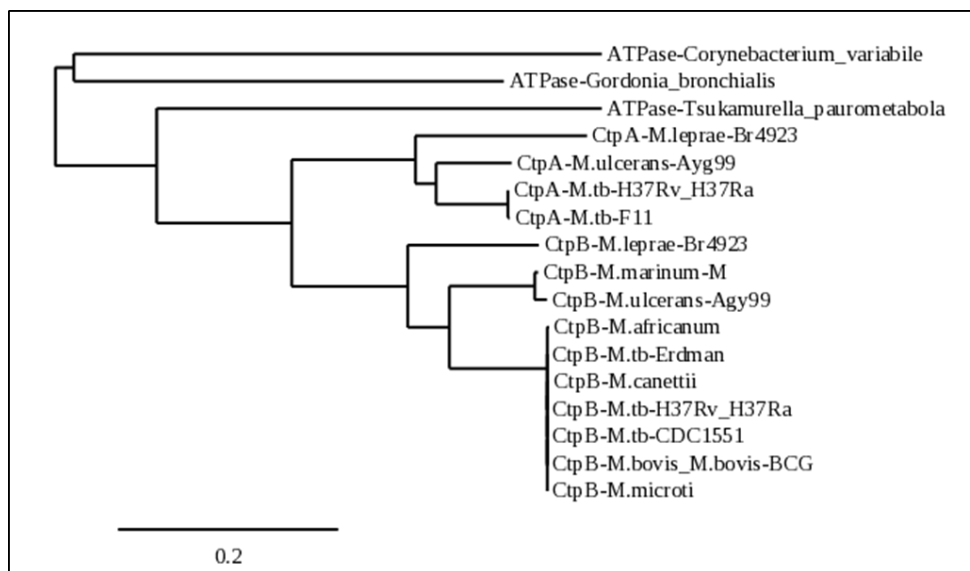 ATPase-Corynebacterium_variabile
ATPase-Gordonia_bronchialis
ATPase-Tsukamurella_paurometabola
CtpA-M.leprae-Br4923
CtpA-M.ulcerans-Ayg99
CtpA-M.tb-H37Rv_H37Ra
CtpA-M.tb-F11
CtpB-M.leprae-Br4923
CtpB-M.marinum-M
CtpB-M.ulcerans-Agy99
CtpB-M.africanum
CtpB-M.tb-Erdman
CtpB-M.canettii
CtpB-M.tb-H37Rv_H37Ra
CtpB-M.tb-CDC1551
CtpB-M.bovis_M.bovis-BCG
CtpB-M.microti
0.2